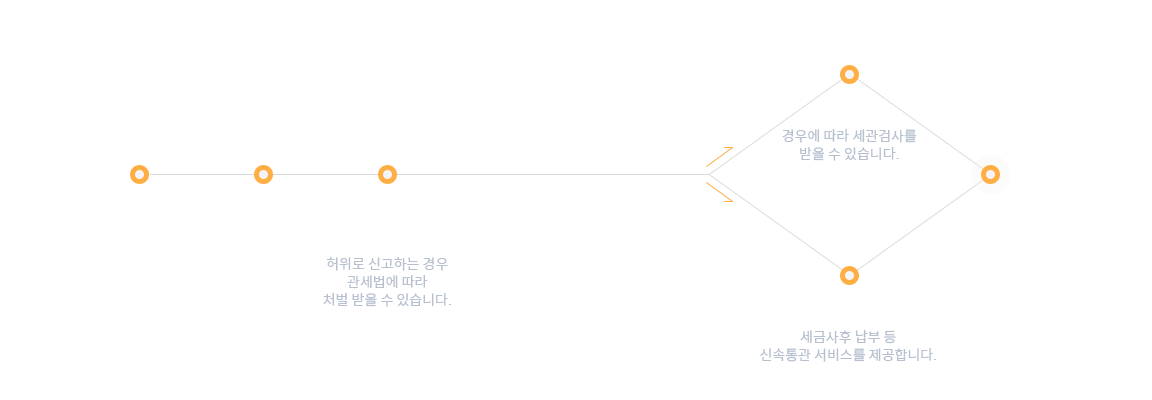 경우에 따라 세관검사를
받을 수 있습니다.
허위로 신고하는 경우
관세법에 따라
처벌 받을 수 있습니다.
세금사후 납부 등
신속통관 서비스를 제공합니다.